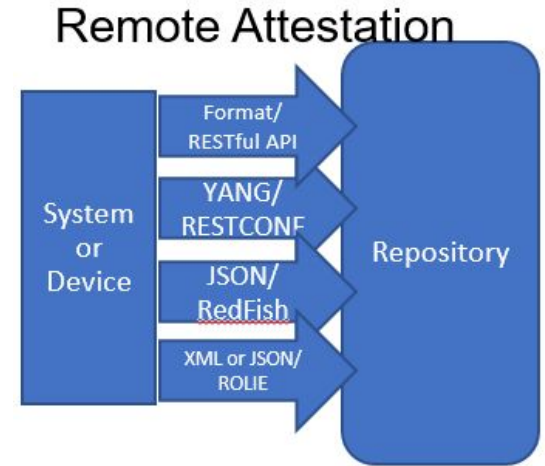 Remote Attestation
System
or
Device
Format/
RESTful API
YANG/
RESTCONF
JSON/
RedFish
XML or JSON/
ROLIE
Repository